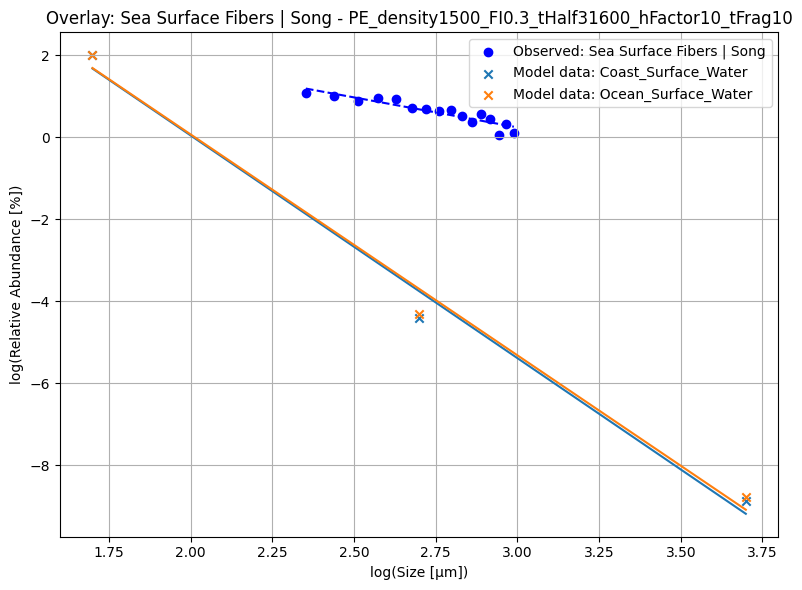 Overlay: Sea Surface Fibers | Song - PE_density1500_FI0.3_tHalf31600_hFactor10_tFrag10
Observed: Sea Surface Fibers | Song
Model data: Coast_Surface_Water
Model data: Ocean_Surface_Water
log(Relative Abundance [%])
2
0
−2
−4
−6
−8
1.75 2.00 2.25 2.50 2.75 3.00 3.25 3.50 3.75
log(Size [µm])